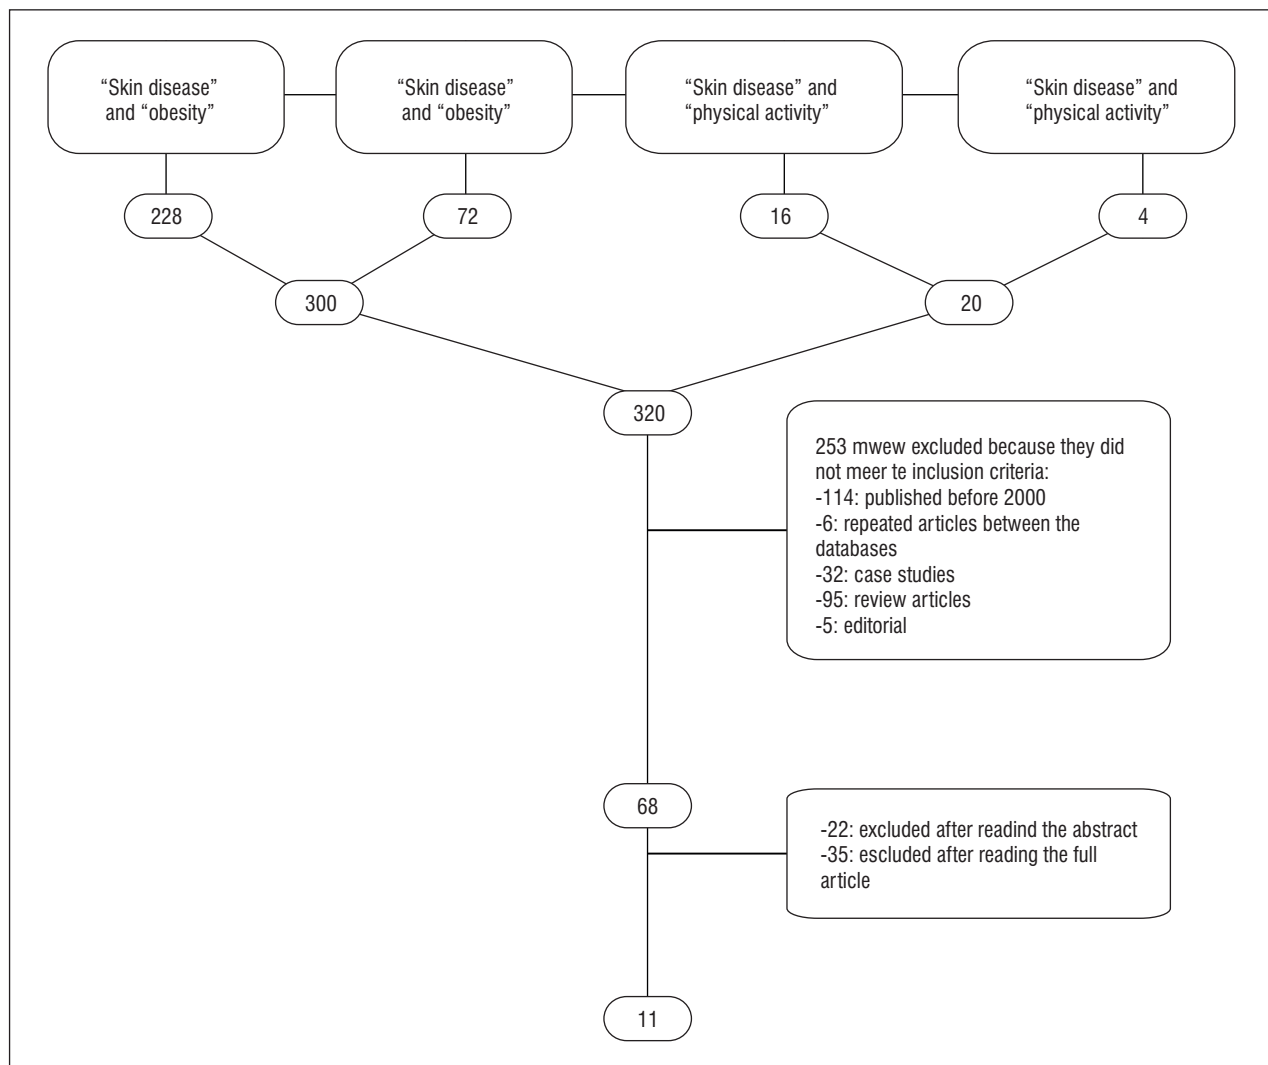 “Skin disease”
and “obesity”
“Skin disease”
and “obesity”
“Skin disease” and
“physical activity”
“Skin disease” and
“physical activity”
228
72
16
4
300
20
320
253 mwew excluded because they did
not meer te inclusion criteria:
-114: published before 2000
-6: repeated articles between the
databases
-32: case studies
-95: review articles
-5: editorial
68
-22: excluded after readind the abstract
-35: escluded after reading the full
article
11